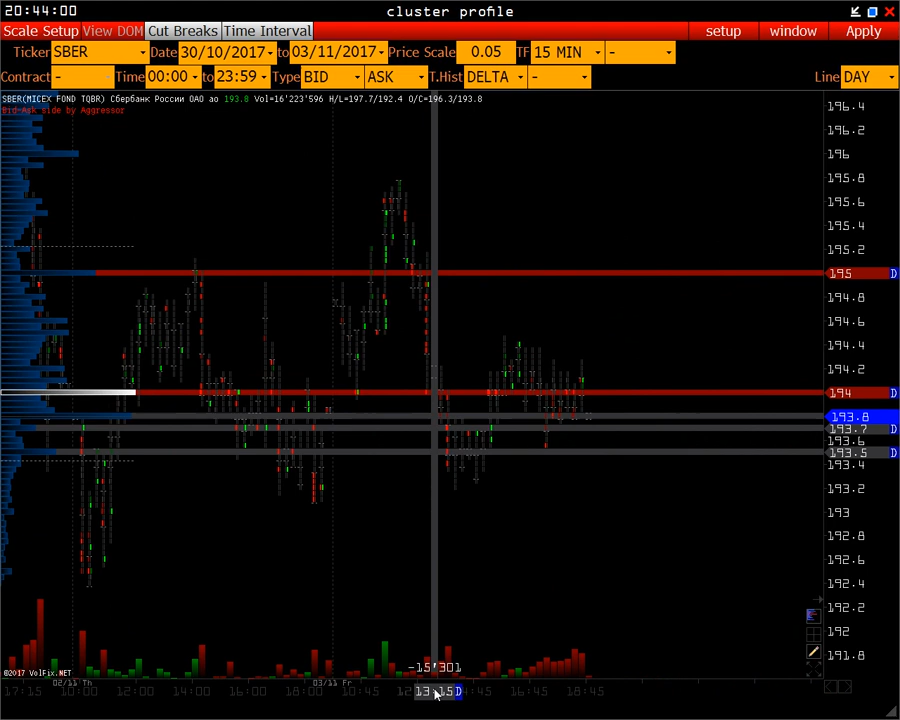 20:44:00 cluster profile
Scale Setup View DOM Cut Breaks Time Interval setup window Apply
Ticker SBER Date 30/10/2017 to 03/11/2017 Price Scale 0.05 TF 15 MIN -
Contract - Time 00:00 to 23:59 Type BID ASK T.Hist DELTA - Line DAY
SBER(MICEX FOND TQBR) Сбербанк России ОАО ао 193.8 Vol=16'223'596 H/L=197.7/192.4 O/C=196.3/193.8
Bid-Ask side by Aggressor
196.4
196.2
196
195.8
195.6
195.4
195.2
195 D
194.8
194.6
194.4
194.2
194 D
193.8
193.7 D
193.6
193.5 D
193.4
193.2
193
192.8
192.6
192.4
192.2
192
191.8
-15'301
©2017 VolFix.NET
02/11 Th 03/11 Fr
17:15 10:00 12:00 14:00 16:00 18:00 10:45 13:15 D 16:45 18:45